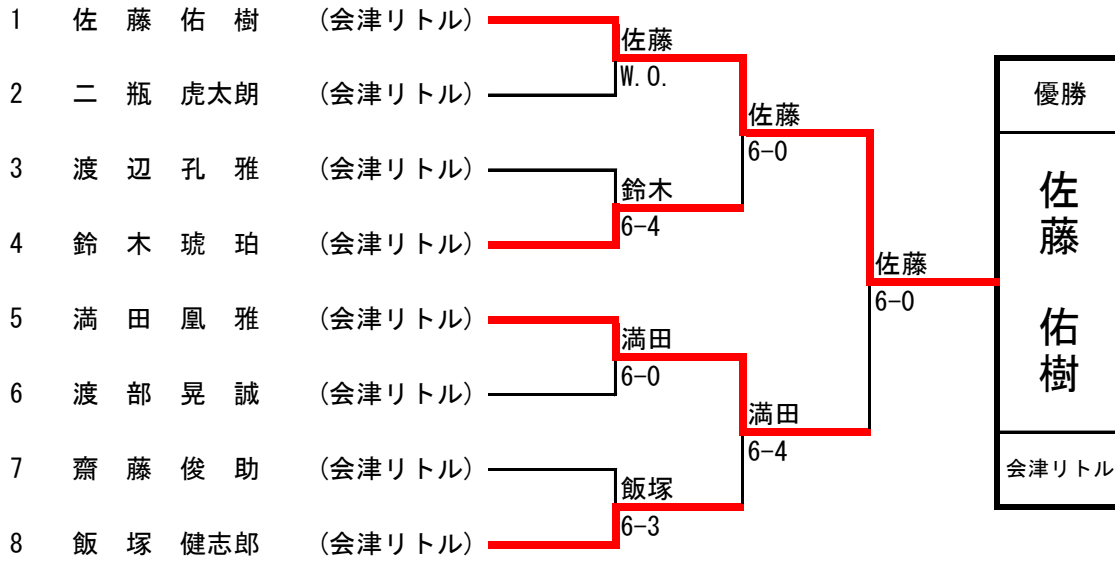 1 佐 藤 佑 樹 (会津リトル)
佐藤
W.O.
2 二 瓶 虎太朗 (会津リトル)
佐藤
6-0
3 渡 辺 孔 雅 (会津リトル)
鈴木
6-4
4 鈴 木 琥 珀 (会津リトル)
佐藤
6-0
5 満 田 凰 雅 (会津リトル)
満田
6-0
6 渡 部 晃 誠 (会津リトル)
満田
6-4
7 齋 藤 俊 助 (会津リトル)
飯塚
6-3
8 飯 塚 健志郎 (会津リトル)
優勝
佐藤 佑樹
会津リトル